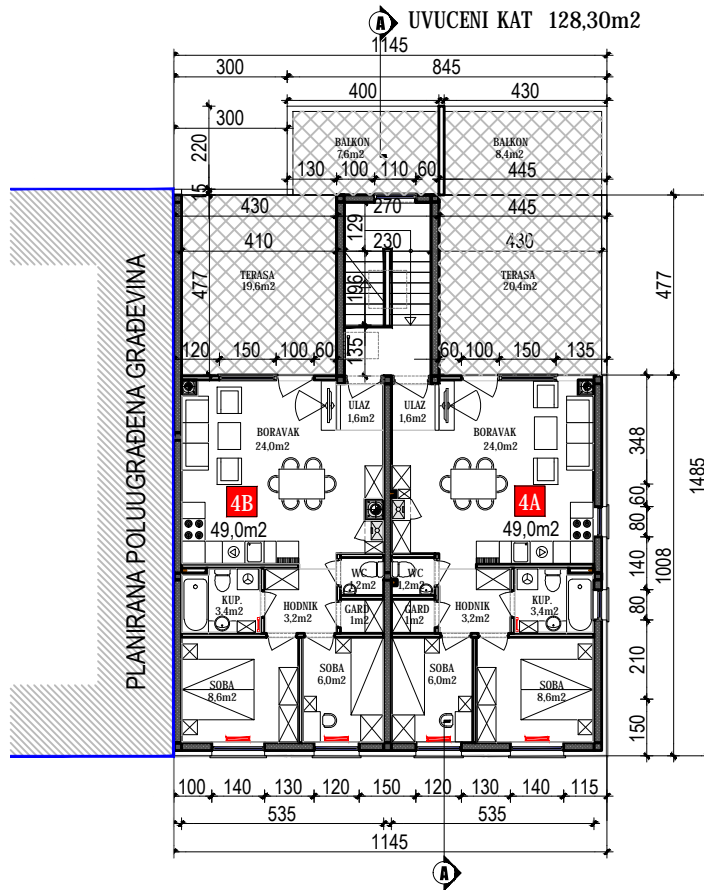 A UVUCENI KAT 128,30m2
1145
300 845
400 430
300
220
15
BALKON
7,6m2
BALKON
8,4m2
130 100 110 60 445
430 270 445
410 230 430
129
196
135
477
477
TERASA
19,6m2
TERASA
20,4m2
120 150 100 60
60 100 150 135
PLANIRANA POLUUGRAĐENA GRAĐEVINA
ULAZ
1,6m2
ULAZ
1,6m2
BORAVAK
24,0m2
BORAVAK
24,0m2
4B
49,0m2
4A
49,0m2
348
60
80
140
80
210
150
1008
1485
WC
1,2m2
WC
1,2m2
KUP.
3,4m2
HODNIK
3,2m2
GARD
1m2
GARD
1m2
HODNIK
3,2m2
KUP.
3,4m2
SOBA
8,6m2
SOBA
6,0m2
SOBA
6,0m2
SOBA
8,6m2
100 140 130 120 150 120 130 140 115
535 535
1145
A